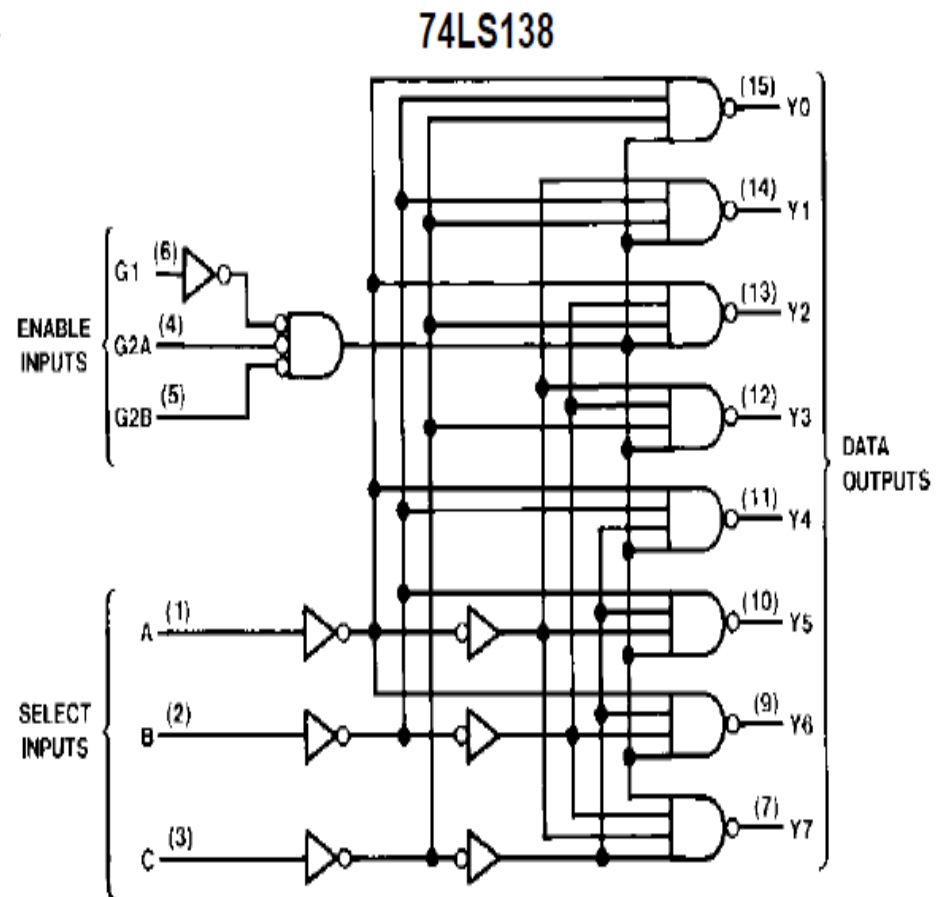 74LS138
(15) Y0
(14) Y1
(6)
G1
(13) Y2
ENABLE
INPUTS
(4)
G2A
(5)
G2B
(12) Y3
DATA
OUTPUTS
(11) Y4
(1)
A
(10) Y5
SELECT
INPUTS
(2)
B
(9) Y6
(3)
C
(7) Y7